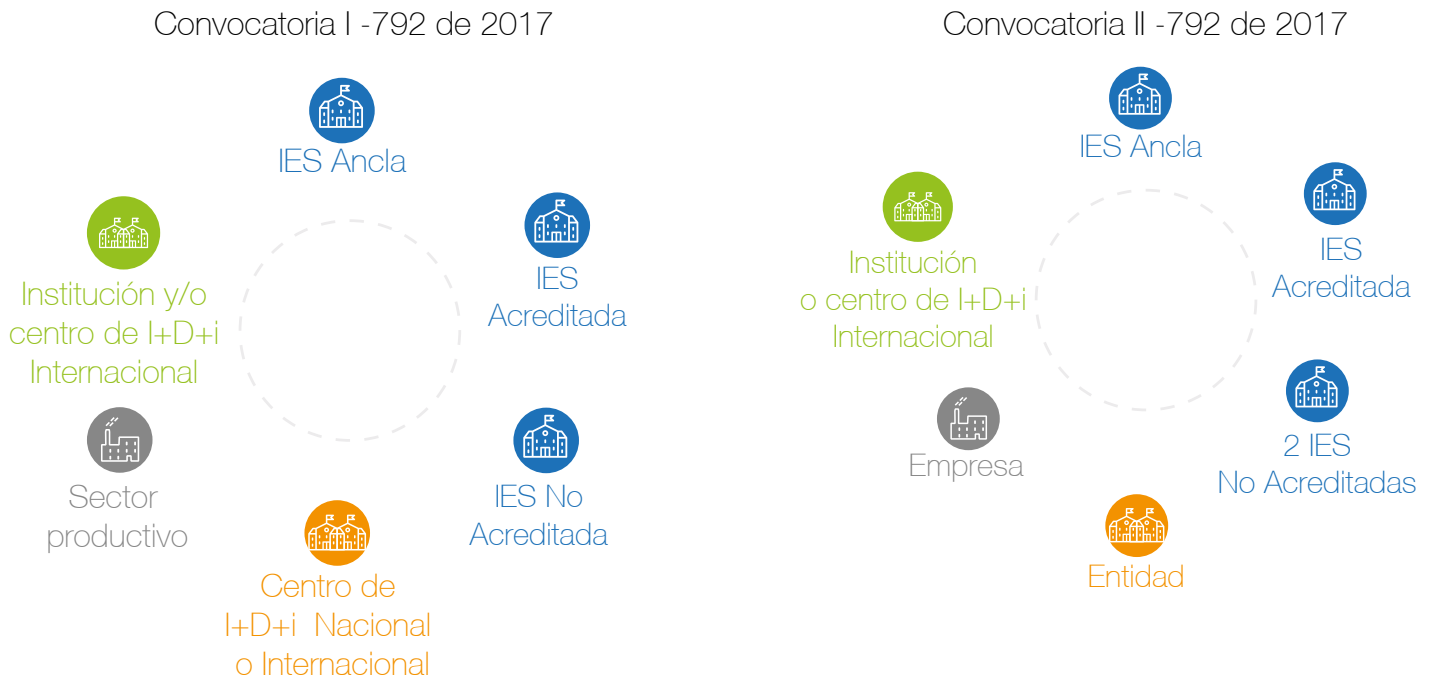 Convocatoria I -792 de 2017
IES Ancla
IES
Acreditada
IES No
Acreditada
Centro de
I+D+i Nacional
o Internacional
Sector
productivo
Institución y/o
centro de I+D+i
Internacional
Convocatoria II -792 de 2017
IES Ancla
IES
Acreditada
2 IES
No Acreditadas
Entidad
Empresa
Institución
o centro de I+D+i
Internacional